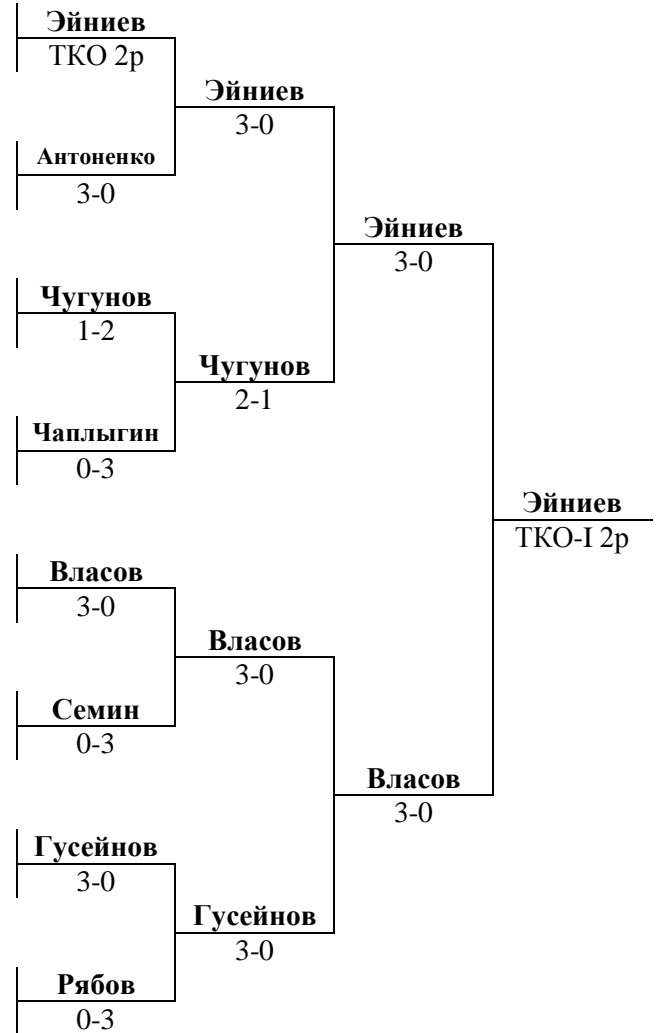 Эйниев
ТКО 2р
Эйниев
3-0
Антоненко
3-0
Эйниев
3-0
Чугунов
1-2
Чугунов
2-1
Чаплыгин
0-3
Эйниев
ТКО-I 2р
Власов
3-0
Власов
3-0
Семин
0-3
Власов
3-0
Гусейнов
3-0
Гусейнов
3-0
Рябов
0-3